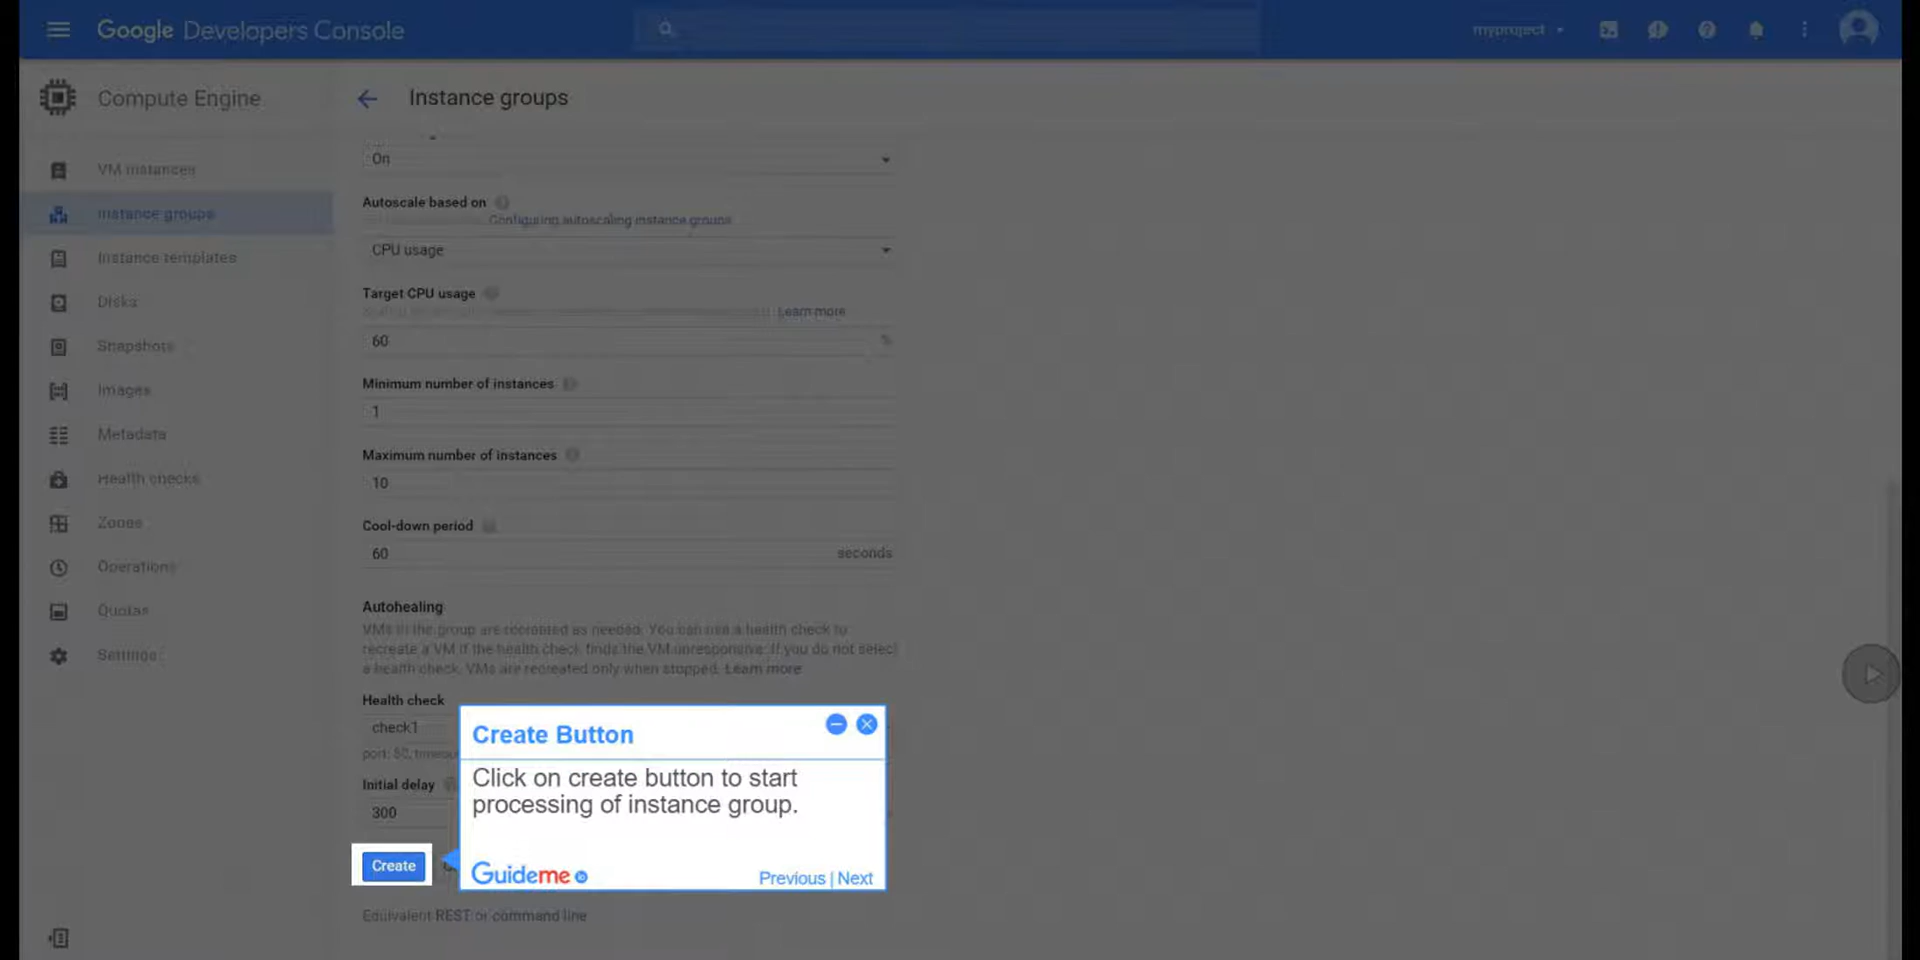 Google Developers Console
myproject
Compute Engine
Instance groups
VM instances
Instance groups
Instance templates
Disks
Snapshots
Images
Metadata
Health checks
Zones
Operations
Quotas
Settings
On
Autoscale based on
Configuring autoscaling instance groups
CPU usage
Target CPU usage
Learn more
60 %
Minimum number of instances
1
Maximum number of instances
10
Cool-down period
60 seconds
Autohealing
VMs in the group are recreated as needed. You can use a health check to
recreate a VM if the health check finds the VM unresponsive. If you do not select
a health check, VMs are recreated only when stopped. Learn more
Health check
check1
port: 80, timeout
Initial delay
300
Create
Create Button
Click on create button to start
processing of instance group.
Guideme
Previous | Next
Equivalent REST or command line